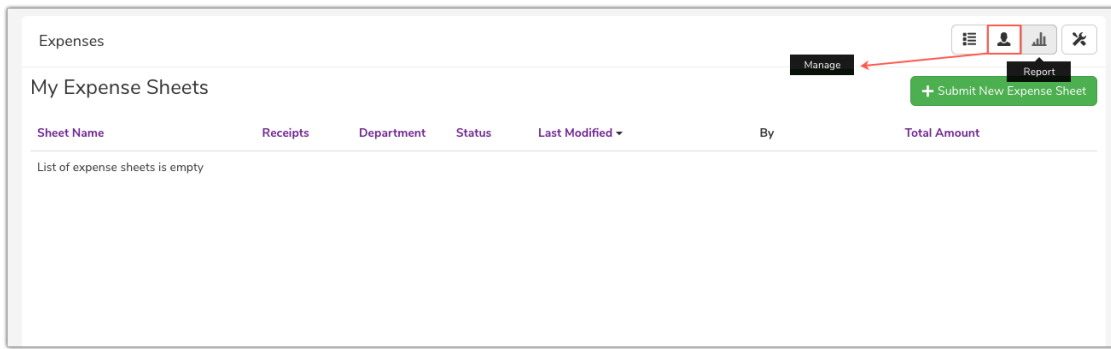 Expenses
Manage
Report
My Expense Sheets
Submit New Expense Sheet
Sheet Name Receipts Department Status Last Modified By Total Amount
List of expense sheets is empty